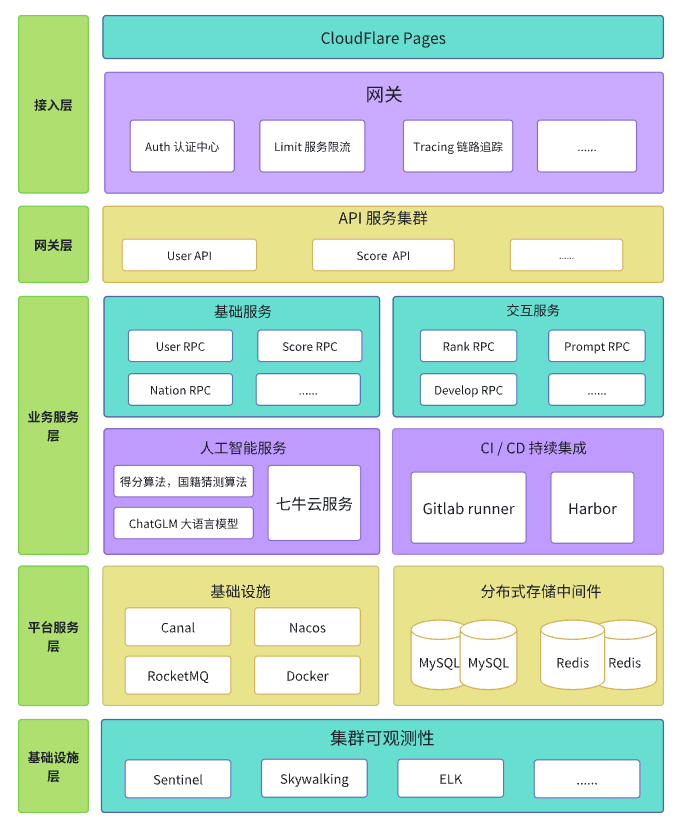 接入层
CloudFlare Pages
网关
Auth 认证中心
Limit 服务限流
Tracing 链路追踪
......
网关层
API 服务集群
User API
Score API
......
业务服务
层
基础服务
User RPC
Score RPC
Nation RPC
......
交互服务
Rank RPC
Prompt RPC
Develop RPC
......
人工智能服务
得分算法，国籍猜测算法
ChatGLM 大语言模型
七牛云服务
CI / CD 持续集成
Gitlab runner
Harbor
平台服务
层
基础设施
Canal
Nacos
RocketMQ
Docker
分布式存储中间件
MySQL
MySQL
Redis
Redis
基础设施
层
集群可观测性
Sentinel
Skywalking
ELK
......